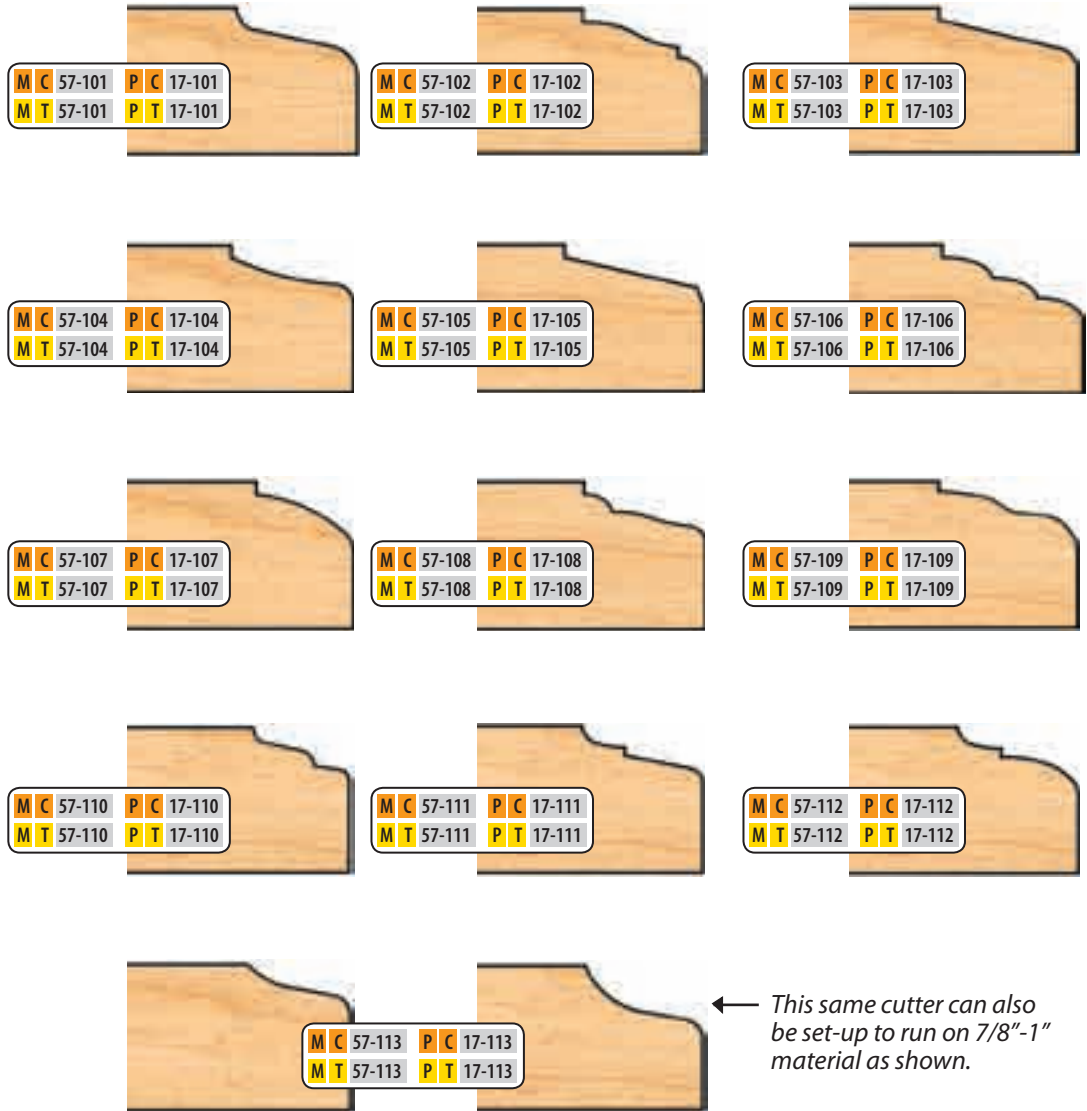 M C 57-101 P C 17-101
M T 57-101 P T 17-101
M C 57-102 P C 17-102
M T 57-102 P T 17-102
M C 57-103 P C 17-103
M T 57-103 P T 17-103
M C 57-104 P C 17-104
M T 57-104 P T 17-104
M C 57-105 P C 17-105
M T 57-105 P T 17-105
M C 57-106 P C 17-106
M T 57-106 P T 17-106
M C 57-107 P C 17-107
M T 57-107 P T 17-107
M C 57-108 P C 17-108
M T 57-108 P T 17-108
M C 57-109 P C 17-109
M T 57-109 P T 17-109
M C 57-110 P C 17-110
M T 57-110 P T 17-110
M C 57-111 P C 17-111
M T 57-111 P T 17-111
M C 57-112 P C 17-112
M T 57-112 P T 17-112
M C 57-113 P C 17-113
M T 57-113 P T 17-113
This same cutter can also
be set-up to run on 7/8"-1"
material as shown.